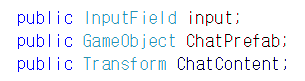 public InputField input;
public GameObject ChatPrefab;
public Transform ChatContent;